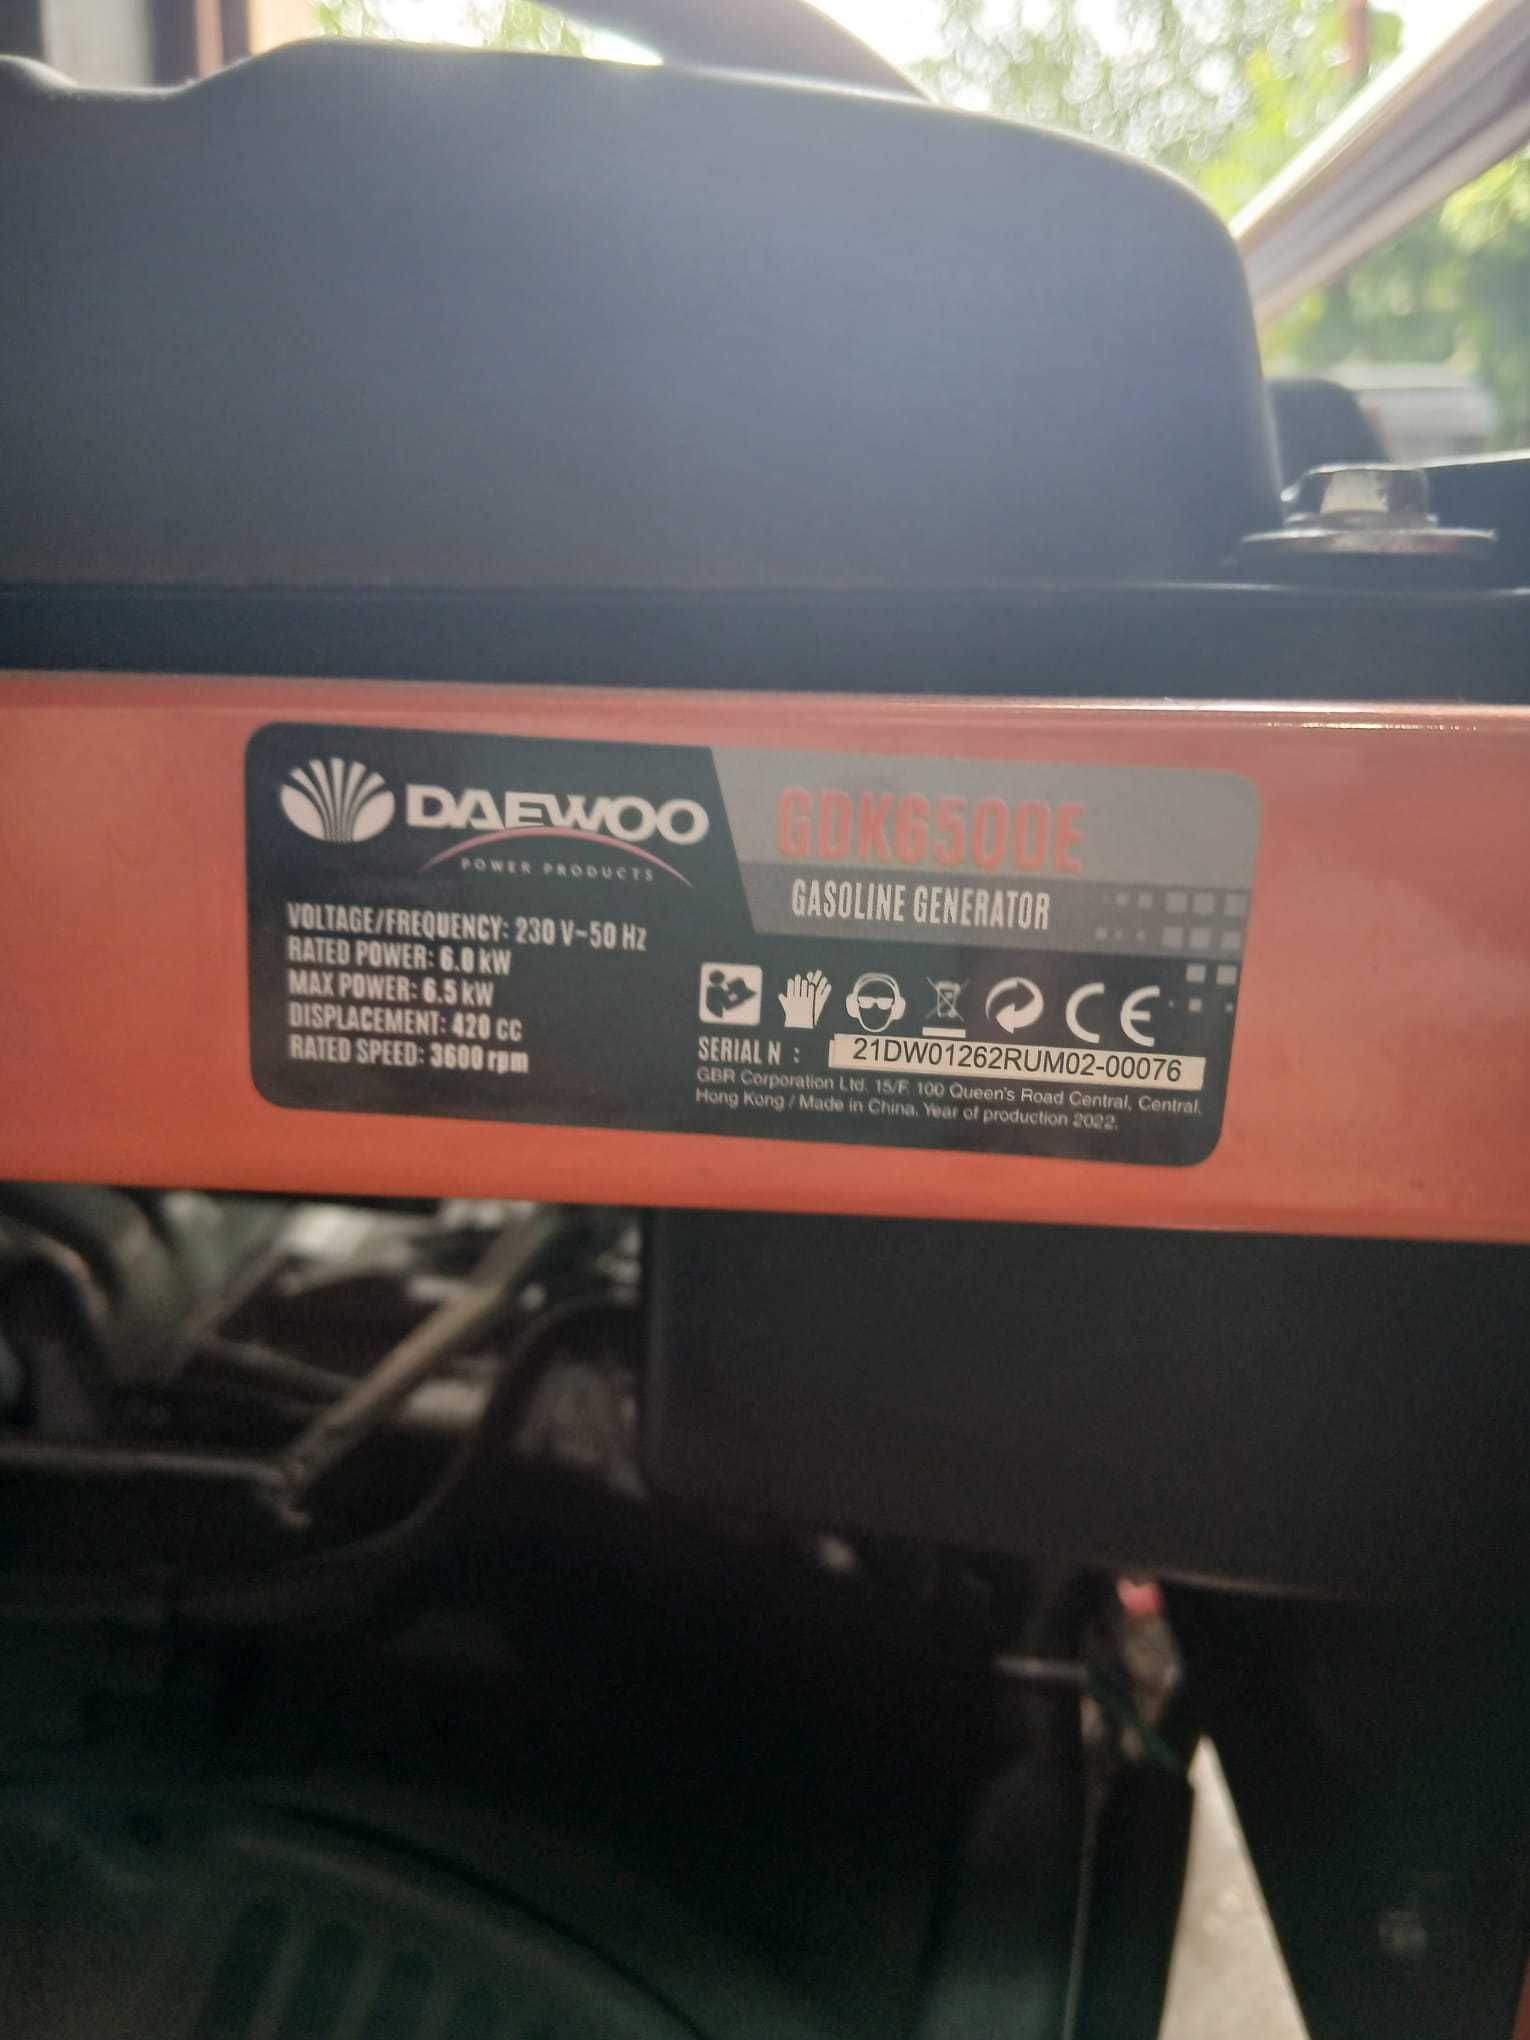 DAEWOO
POWER PRODUCTS
GDK6500E
GASOLINE GENERATOR
VOLTAGE/FREQUENCY: 230 V~50 Hz
RATED POWER: 6.0 kW
MAX POWER: 6.5 kW
DISPLACEMENT: 420 cc
RATED SPEED: 3600 rpm
CE
SERIAL N : 21DW01262RUM02-00076
GBR Corporation Ltd. 15/F. 100 Queen's Road Central, Central.
Hong Kong / Made in China. Year of production 2022.